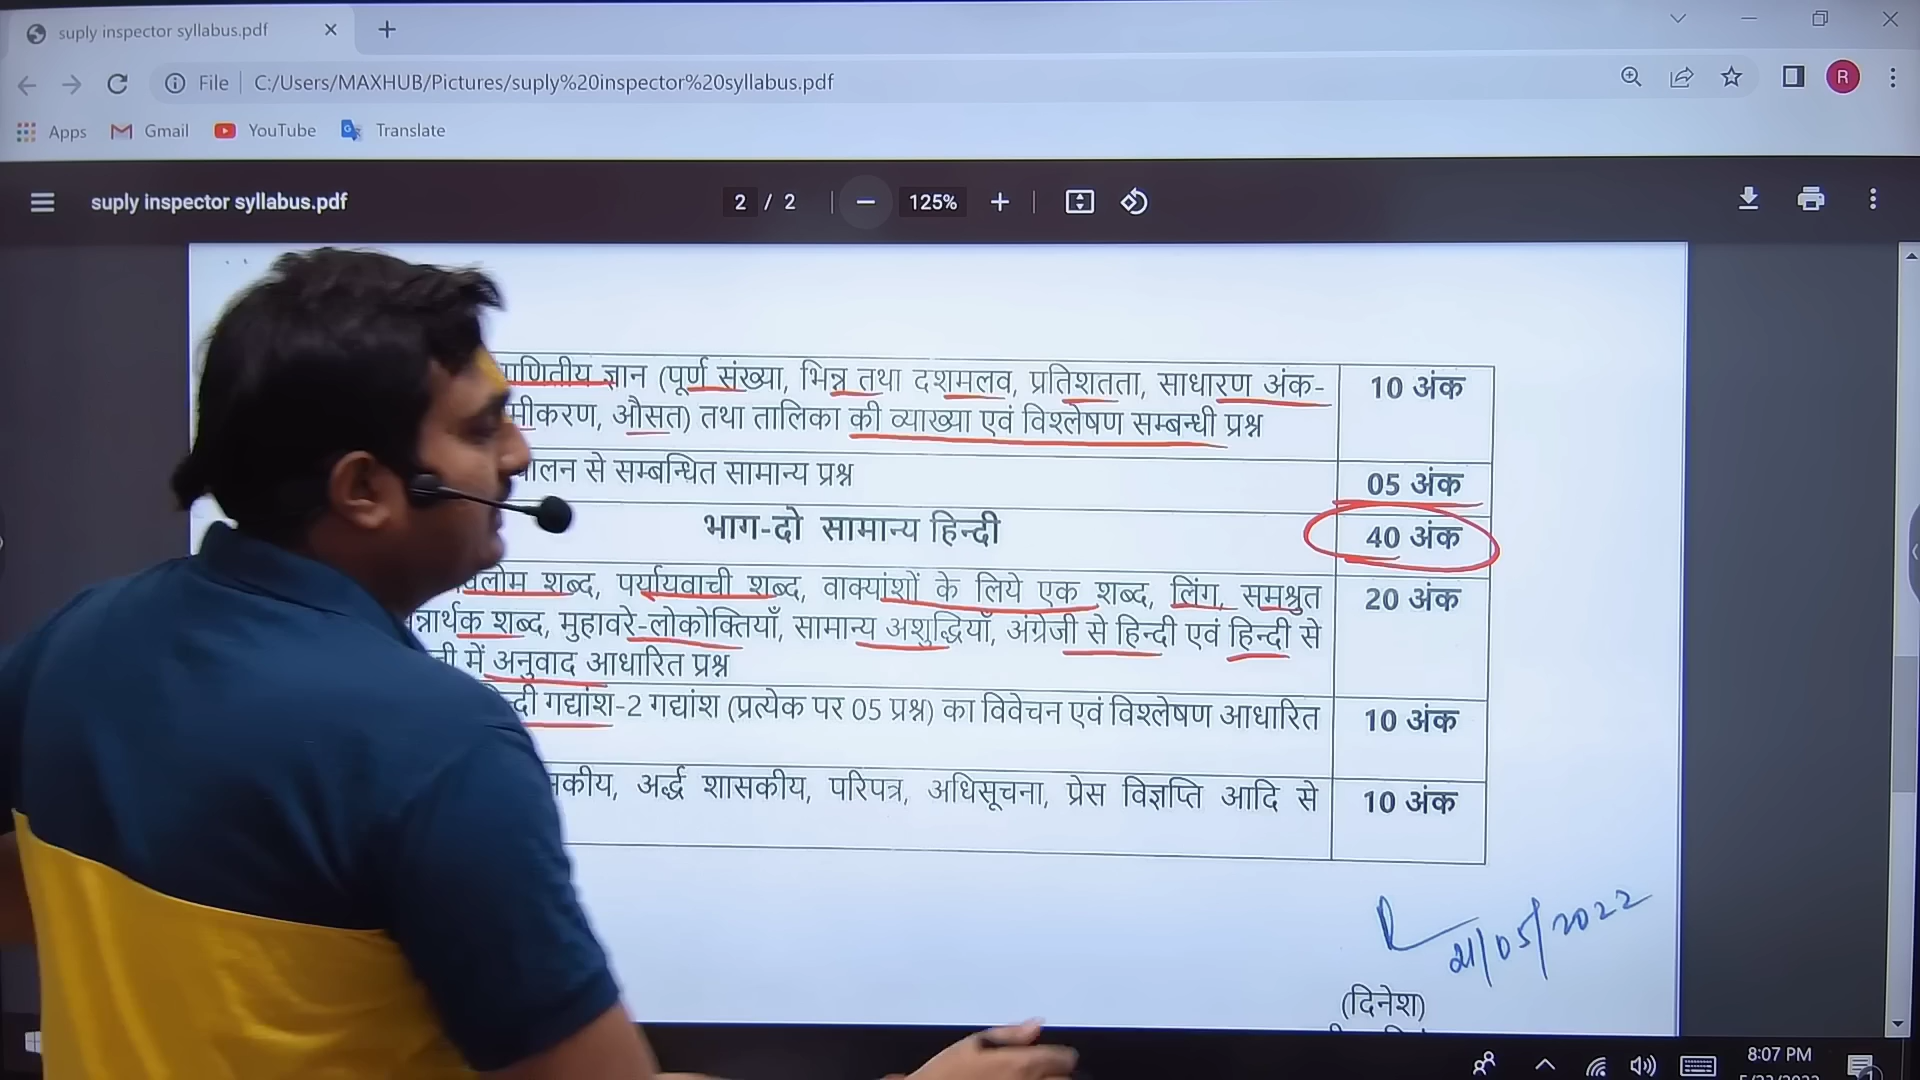 suply inspector syllabus.pdf
File C:/Users/MAXHUB/Pictures/suply%20inspector%20syllabus.pdf
R
Apps Gmail YouTube Translate
suply inspector syllabus.pdf 2 / 2 125%
ज्ञान (पूर्ण संख्या, भिन्न तथा दशमलव, प्रतिशतता, साधारण अंक- 10 अंक
औसत) तथा तालिका की व्याख्या एवं विश्लेषण सम्बन्धी प्रश्न
से सम्बन्धित सामान्य प्रश्न 05 अंक
भाग-दो सामान्य हिन्दी 40 अंक
शब्द, पर्यायवाची शब्द, वाक्यांशों के लिये एक शब्द, लिंग, समश्रुत 20 अंक
शब्द, मुहावरे-लोकोक्तियाँ, सामान्य अशुद्धियाँ, अंग्रेजी से हिन्दी एवं हिन्दी से
में अनुवाद आधारित प्रश्न
गद्यांश-2 गद्यांश (प्रत्येक पर 05 प्रश्न) का विवेचन एवं विश्लेषण आधारित 10 अंक
अर्द्ध शासकीय, परिपत्र, अधिसूचना, प्रेस विज्ञप्ति आदि से 10 अंक
21/05/2022
(दिनेश)
8:07 PM